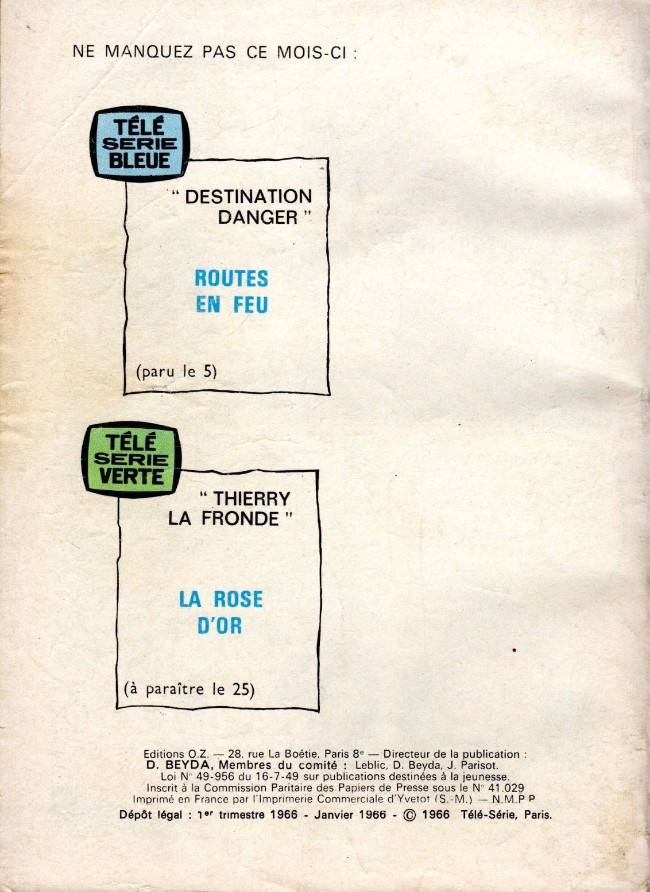 NE MANQUEZ PAS CE MOIS-CI :
TÉLÉ
SERIE
BLEUE
" DESTINATION
DANGER "
ROUTES
EN FEU
(paru le 5)
TÉLÉ
SERIE
VERTE
" THIERRY
LA FRONDE "
LA ROSE
D'OR
(à paraître le 25)
Editions O.Z. — 28, rue La Boëtie, Paris 8e — Directeur de la publication :
D. BEYDA, Membres du comité : Leblic, D. Beyda, J. Parisot.
Loi N° 49-956 du 16-7-49 sur publications destinées à la jeunesse.
Inscrit à la Commission Paritaire des Papiers de Presse sous le N° 41.029
Imprimé en France par l'Imprimerie Commerciale d'Yvetot (S.-M.) — N.M.P.P
Dépôt légal : 1er trimestre 1966 - Janvier 1966 - © 1966 Télé-Série, Paris.